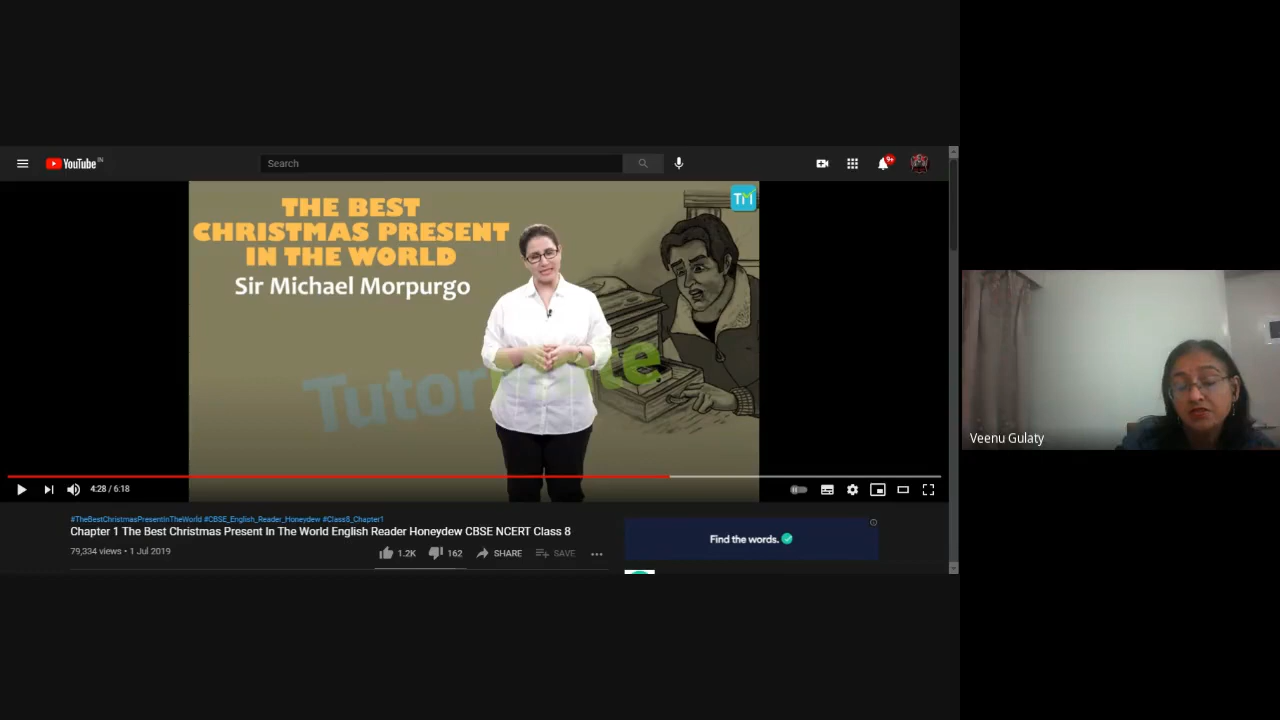 YouTube IN
Search
9+
THE BEST
CHRISTMAS PRESENT
IN THE WORLD
Sir Michael Morpurgo
TM
4:28 / 6:18
#TheBestChristmasPresentInTheWorld #CBSE_English_Reader_Honeydew #Class8_Chapter1
Chapter 1 The Best Christmas Present In The World English Reader Honeydew CBSE NCERT Class 8
79,334 views • 1 Jul 2019
1.2K 162 SHARE SAVE
Find the words.
Veenu Gulaty